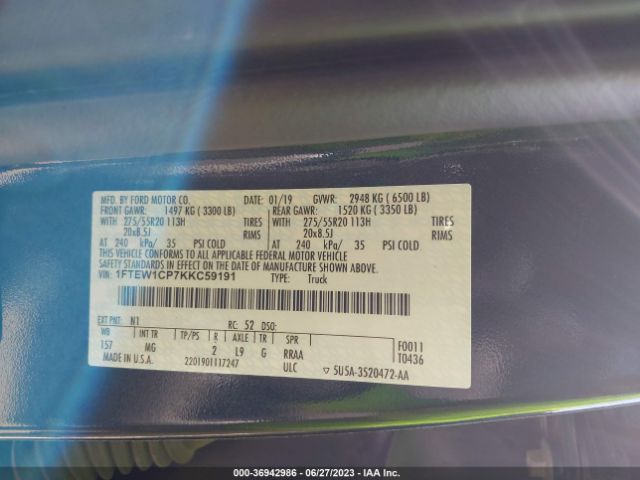 MFD. BY FORD MOTOR CO. DATE: 01/19 GVWR: 2948 KG ( 6500 LB)
FRONT GAWR: 1497 KG ( 3300 LB) REAR GAWR: 1520 KG ( 3350 LB)
WITH 275/55R20 113H TIRES WITH 275/55R20 113H TIRES
20x8.5J RIMS 20x8.5J RIMS
AT 240 kPa/ 35 PSI COLD AT 240 kPa/ 35 PSI COLD
THIS VEHICLE CONFORMS TO ALL APPLICABLE FEDERAL MOTOR VEHICLE
SAFETY STANDARDS IN EFFECT ON THE DATE OF MANUFACTURE SHOWN ABOVE.
VIN: 1FTEW1CP7KKC59191 TYPE: Truck
EXT PNT: N1 RC: 52 DSO:
WB INT TR TP/PS R AXLE TR SPR F0011
157 MG 2 L9 G RRAA T0436
MADE IN U.S.A. 2201901117247 ULC ▽ 5U5A-3520472-AA
000-36942986 - 06/27/2023 - IAA Inc.